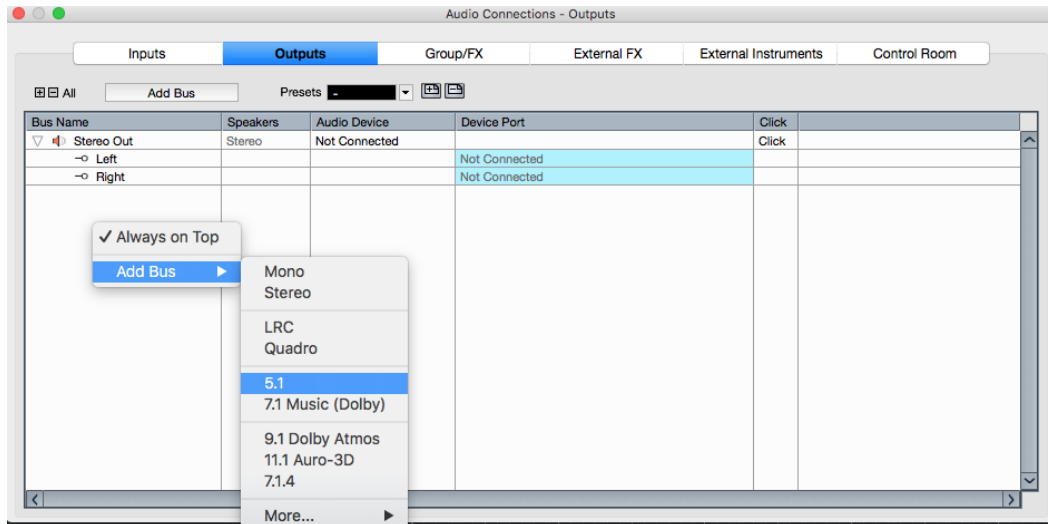 Audio Connections - Outputs
Inputs Outputs Group/FX External FX External Instruments Control Room
All Add Bus Presets -
Bus Name Speakers Audio Device Device Port Click
Stereo Out Stereo Not Connected Click
Left Not Connected
Right Not Connected
✓ Always on Top
Add Bus
Mono
Stereo
LRC
Quadro
5.1
7.1 Music (Dolby)
9.1 Dolby Atmos
11.1 Auro-3D
7.1.4
More...